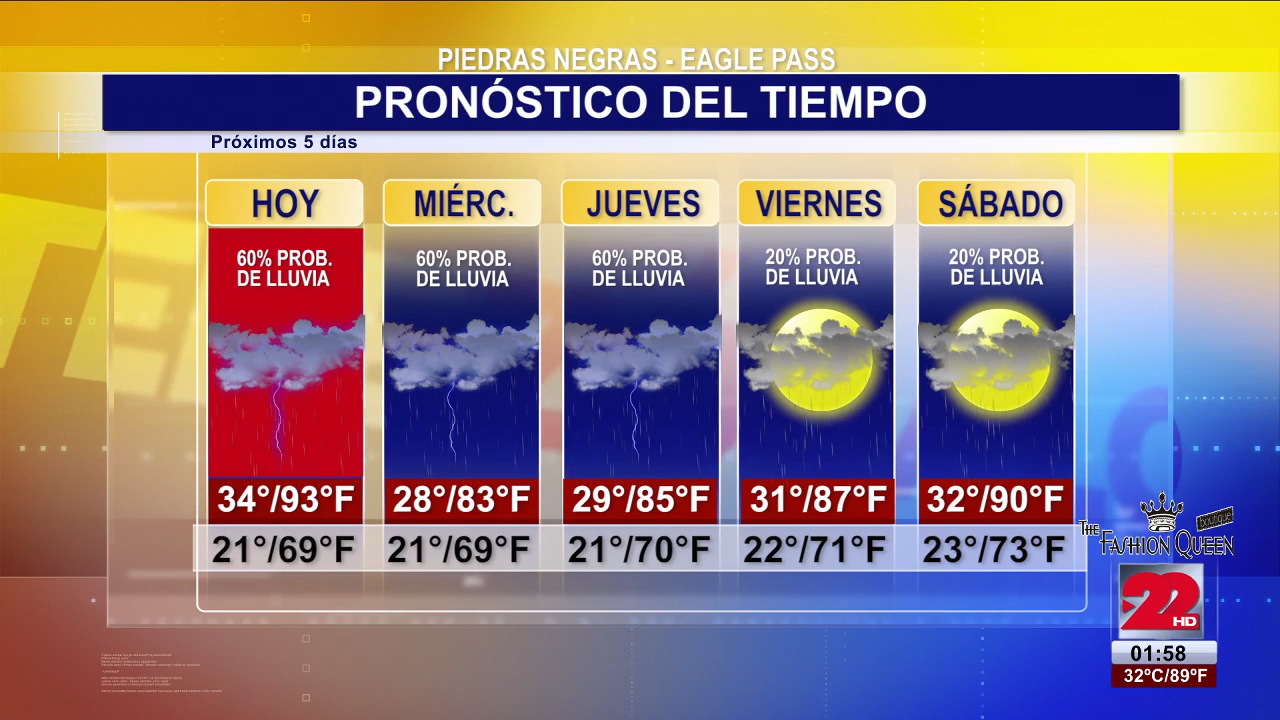 PIEDRAS NEGRAS - EAGLE PASS
PRONÓSTICO DEL TIEMPO
Próximos 5 días
HOY
60% PROB.
DE LLUVIA
34°/93°F
21°/69°F
MIÉRC.
60% PROB.
DE LLUVIA
28°/83°F
21°/69°F
JUEVES
60% PROB.
DE LLUVIA
29°/85°F
21°/70°F
VIERNES
20% PROB.
DE LLUVIA
31°/87°F
22°/71°F
SÁBADO
20% PROB.
DE LLUVIA
32°/90°F
23°/73°F
THE FASHION QUEEN
boutique
22
HD
01:58
32ºC/89ºF